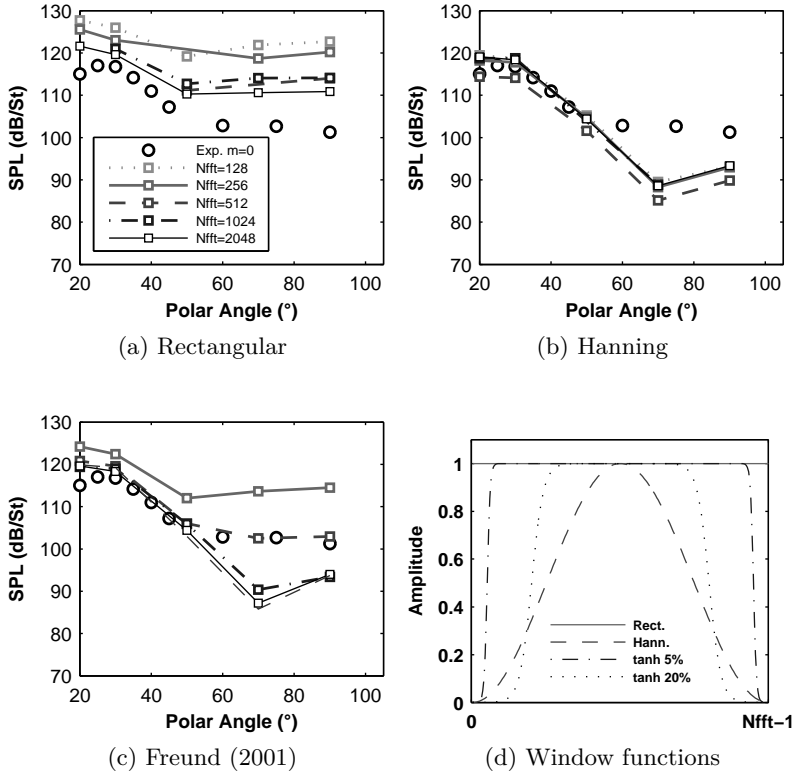 130
120
110
100
90
80
70
SPL (dB/St)
Exp. m=0
Nfft=128
Nfft=256
Nfft=512
Nfft=1024
Nfft=2048
20 40 60 80 100
Polar Angle (°)
(a) Rectangular
130
120
110
100
90
80
70
SPL (dB/St)
20 40 60 80 100
Polar Angle (°)
(b) Hanning
130
120
110
100
90
80
70
SPL (dB/St)
20 40 60 80 100
Polar Angle (°)
(c) Freund (2001)
1
0.8
0.6
0.4
0.2
0
Amplitude
Rect.
Hann.
tanh 5%
tanh 20%
0 Nfft−1
(d) Window functions